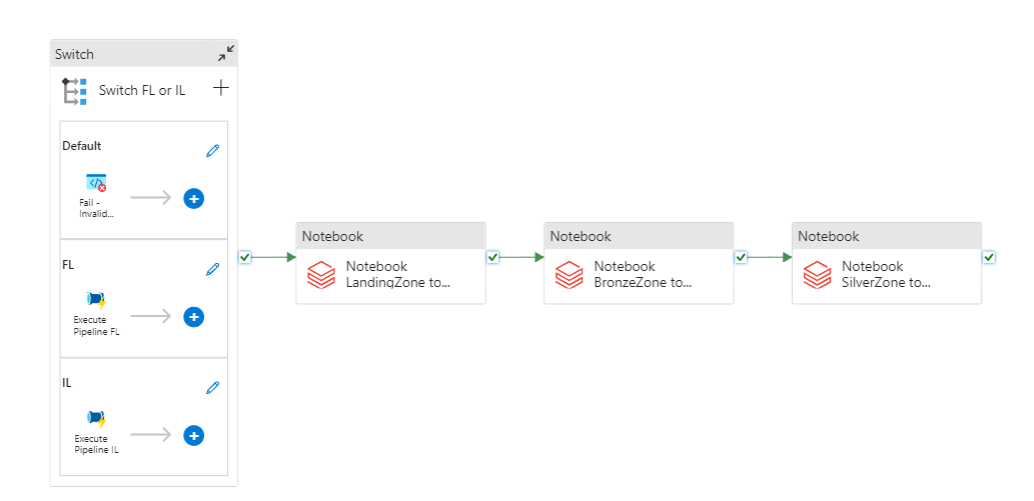 Switch
Switch FL or IL
Default
Fail -
Invalid...
FL
Execute
Pipeline FL
IL
Execute
Pipeline IL
Notebook
Notebook
LandingZone to...
Notebook
Notebook
BronzeZone to...
Notebook
Notebook
SilverZone to...